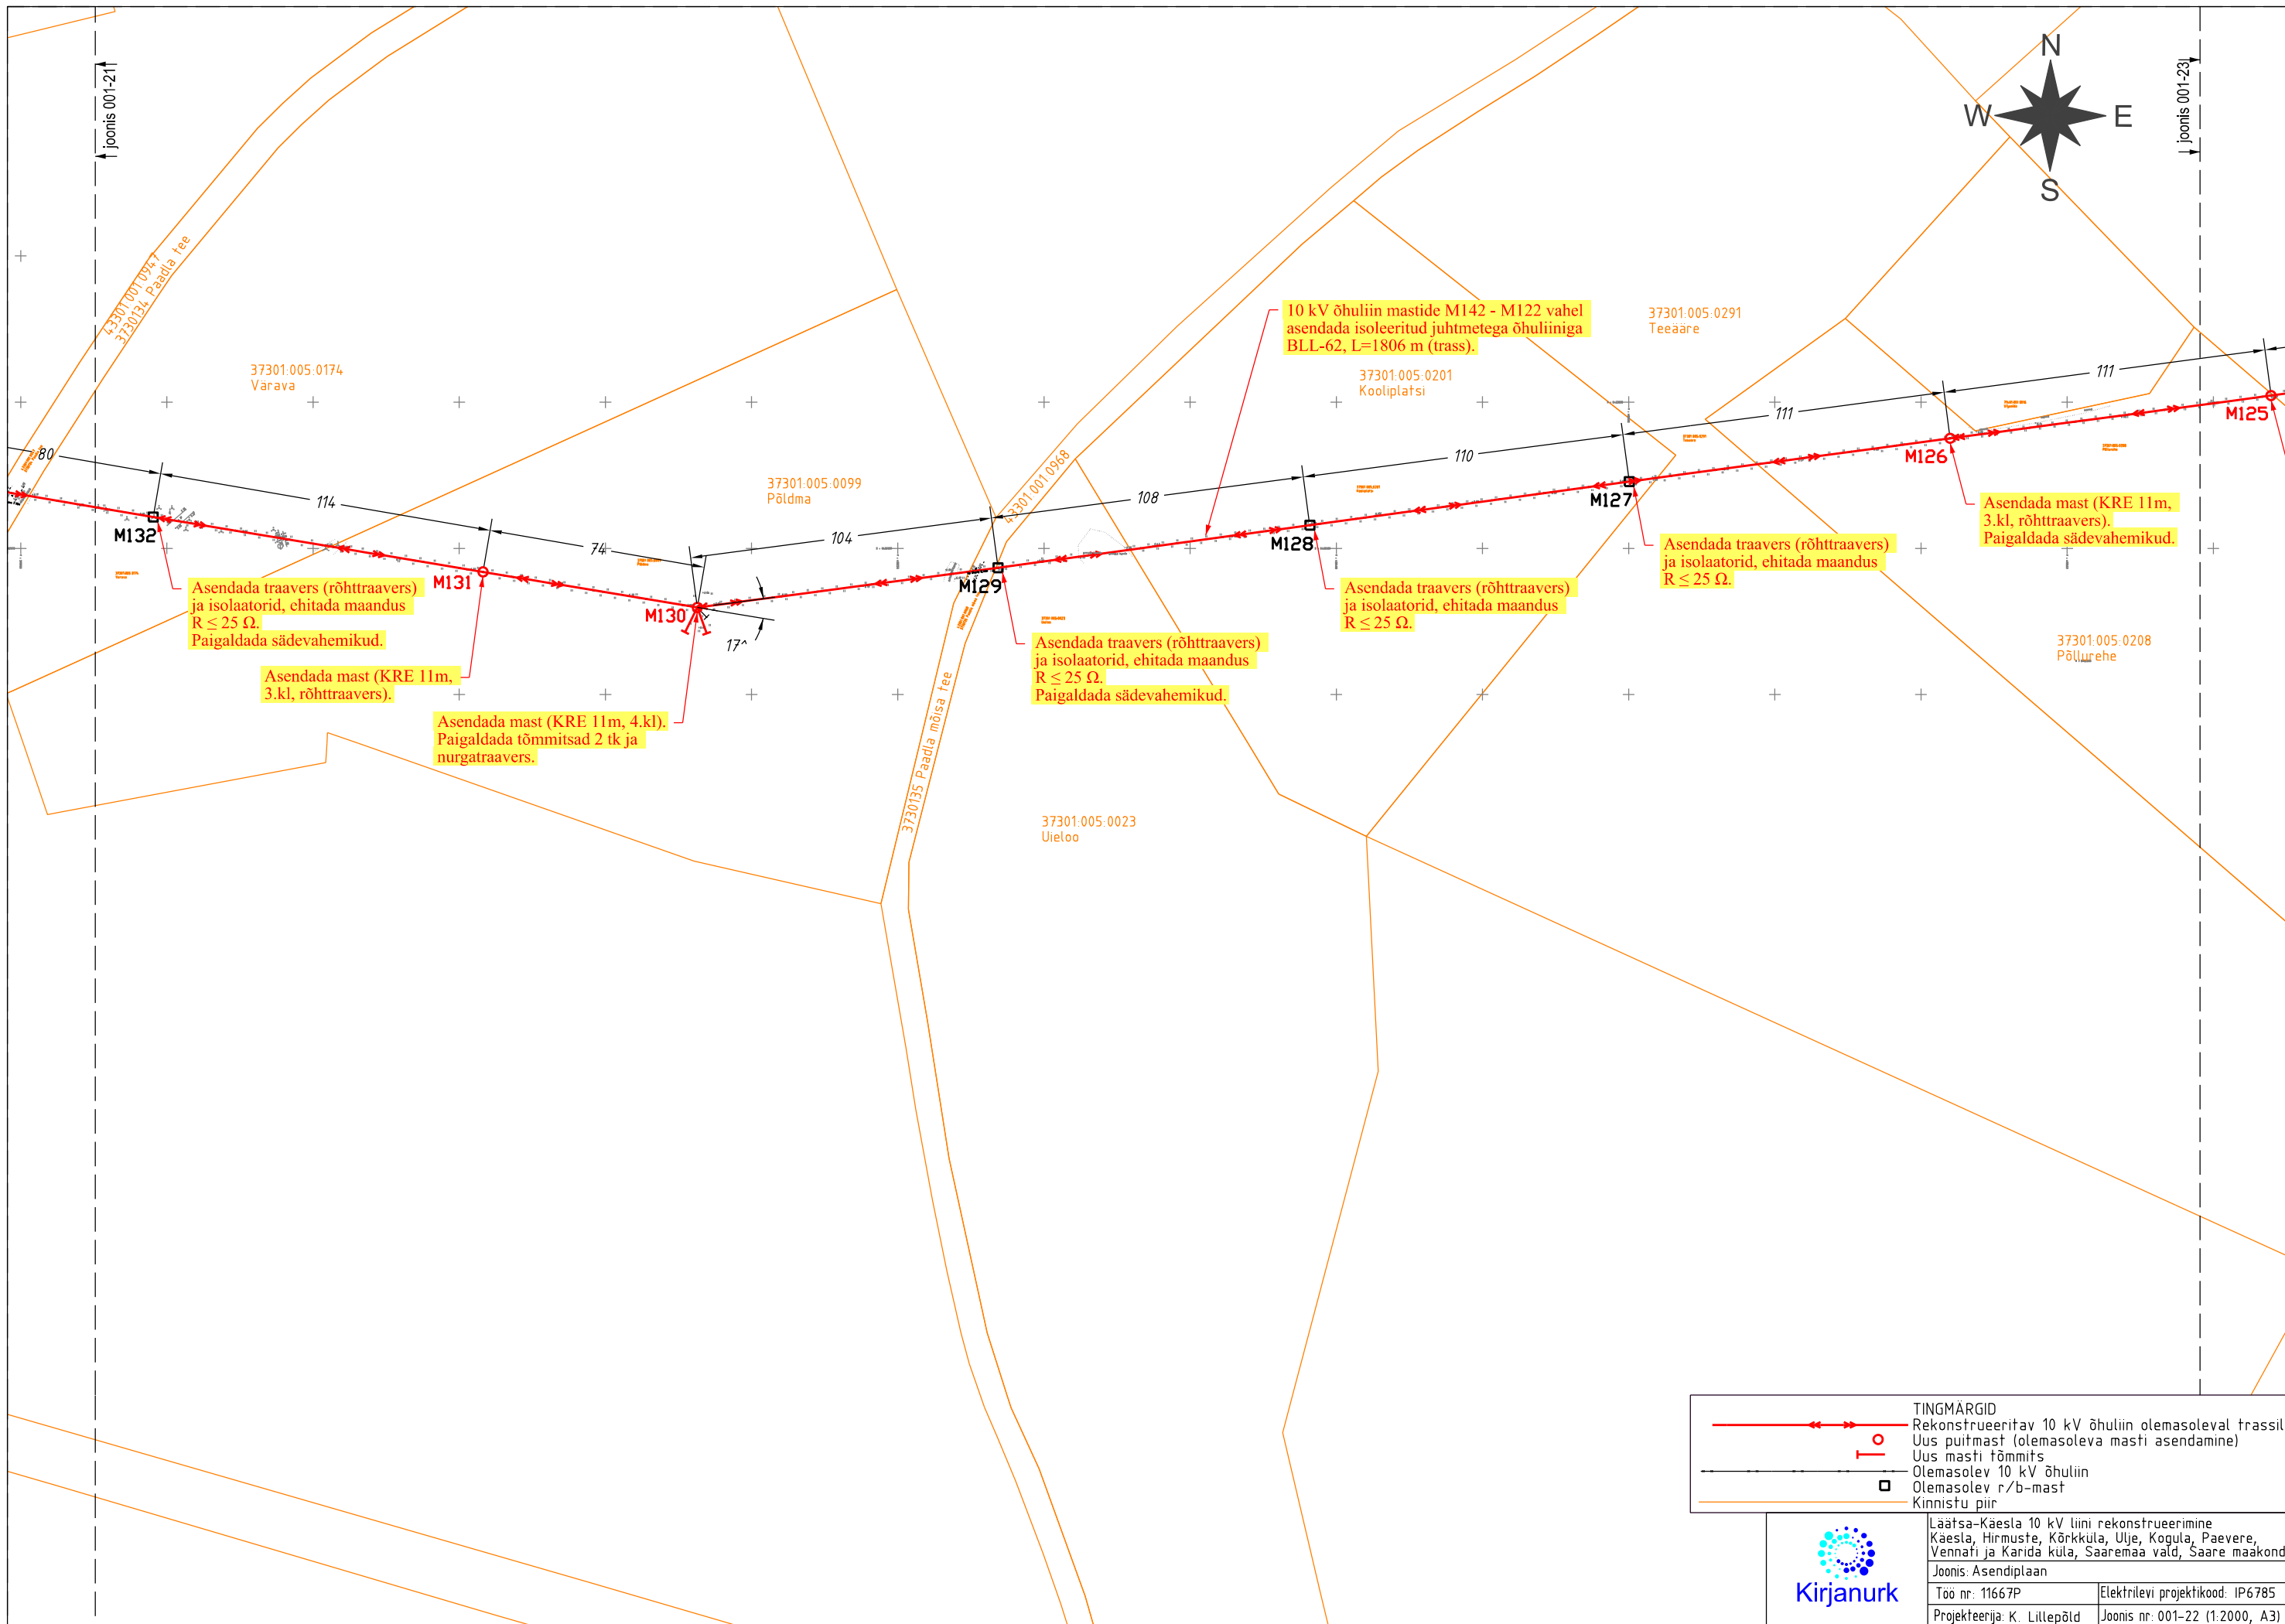 joonis 001-21
joonis 001-23
N
W
E
S
43301:001:0947
3730134 Paadla tee
37301:005:0174
Värava
37301:005:0099
Põldma
43301:001:0968
3730135 Paadla mõisa tee
37301:005:0201
Kooliplatsi
37301:005:0291
Teeääre
37301:005:0208
Põllurehe
37301:005:0023
Uieloo
10 kV õhuliin mastide M142 - M122 vahel
asendada isoleeritud juhtmetega õhuliiniga
BLL-62, L=1806 m (trass).
80
114
74
104
108
110
111
111
17^
M132
M131
M130
M129
M128
M127
M126
M125
Asendada traavers (rõhttraavers)
ja isolaatorid, ehitada maandus
R ≤ 25 Ω.
Paigaldada sädevahemikud.
Asendada mast (KRE 11m,
3.kl, rõhttraavers).
Asendada mast (KRE 11m, 4.kl).
Paigaldada tõmmitsad 2 tk ja
nurgatraavers.
Asendada traavers (rõhttraavers)
ja isolaatorid, ehitada maandus
R ≤ 25 Ω.
Paigaldada sädevahemikud.
Asendada traavers (rõhttraavers)
ja isolaatorid, ehitada maandus
R ≤ 25 Ω.
Asendada traavers (rõhttraavers)
ja isolaatorid, ehitada maandus
R ≤ 25 Ω.
Asendada mast (KRE 11m,
3.kl, rõhttraavers).
Paigaldada sädevahemikud.
TINGMÄRGID
Rekonstrueeritav 10 kV õhuliin olemasoleval trassil
Uus puitmast (olemasoleva masti asendamine)
Uus masti tõmmits
Olemasolev 10 kV õhuliin
Olemasolev r/b-mast
Kinnistu piir
Kirjanurk
Läätsa-Käesla 10 kV liini rekonstrueerimine
Käesla, Hirmuste, Kõrkküla, Ulje, Kogula, Paevere,
Vennati ja Karida küla, Saaremaa vald, Saare maakond
Joonis: Asendiplaan
Töö nr: 11667P
Elektrilevi projektikood: IP6785
Projekteerija: K. Lillepõld
Joonis nr: 001-22 (1:2000, A3)